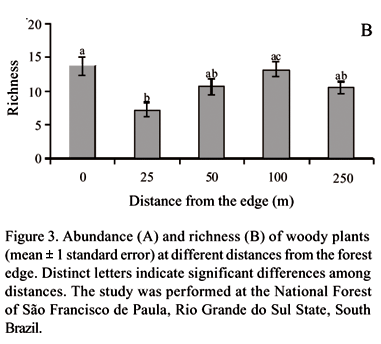 20
B
a
ac
15
ab
ab
b
10
5
0
Richness
0 25 50 100 250
Distance from the edge (m)
Figure 3. Abundance (A) and richness (B) of woody plants
(mean ± 1 standard error) at different distances from the forest
edge. Distinct letters indicate significant differences among
distances. The study was performed at the National Forest
of São Francisco de Paula, Rio Grande do Sul State, South
Brazil.